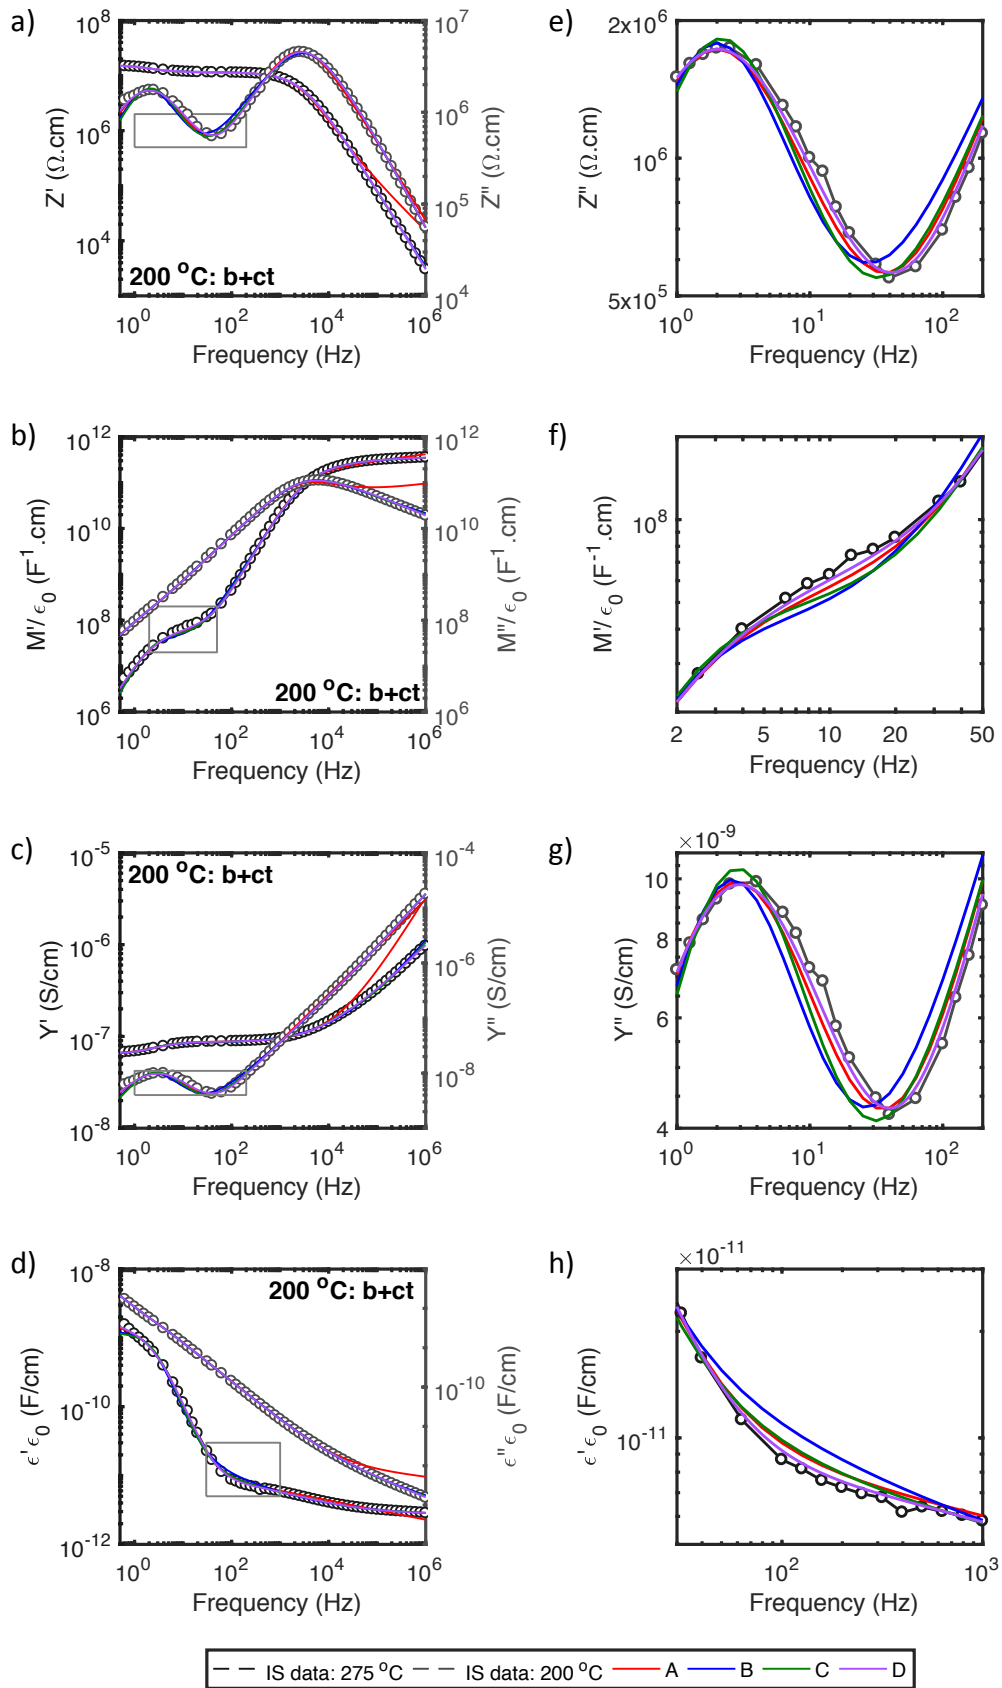 a)
10^8
10^6
10^4
Z' (Ω.cm)
10^7
10^6
10^5
10^4
Z'' (Ω.cm)
200 °C: b+ct
10^0 10^2 10^4 10^6
Frequency (Hz)
e)
2x10^6
10^6
5x10^5
Z'' (Ω.cm)
10^0 10^1 10^2
Frequency (Hz)
b)
10^12
10^10
10^8
10^6
M'/ ϵ_0 (F^-1.cm)
10^12
10^10
10^8
10^6
M''/ ϵ_0 (F^-1.cm)
200 °C: b+ct
10^0 10^2 10^4 10^6
Frequency (Hz)
f)
10^8
M'/ ϵ_0 (F^-1.cm)
2 5 10 20 50
Frequency (Hz)
c)
10^-5
10^-6
10^-7
10^-8
Y' (S/cm)
10^-4
10^-6
10^-8
Y'' (S/cm)
200 °C: b+ct
10^0 10^2 10^4 10^6
Frequency (Hz)
g)
×10^-9
10
8
6
4
Y'' (S/cm)
10^0 10^1 10^2
Frequency (Hz)
d)
10^-8
10^-10
10^-12
ϵ' ϵ_0 (F/cm)
10^-10
ϵ'' ϵ_0 (F/cm)
200 °C: b+ct
10^0 10^2 10^4 10^6
Frequency (Hz)
h)
×10^-11
10^-11
ϵ' ϵ_0 (F/cm)
10^2 10^3
Frequency (Hz)
IS data: 275 °C IS data: 200 °C A B C D